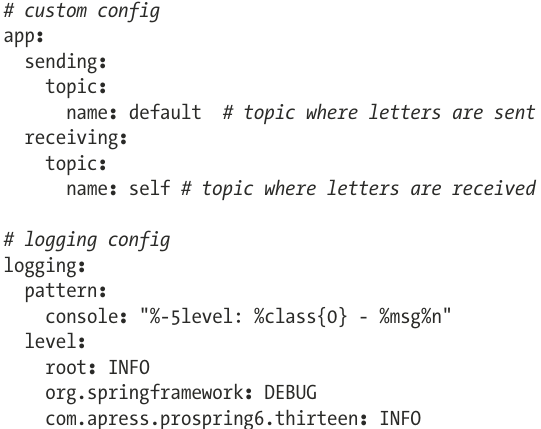 # custom config
app:
  sending:
    topic:
      name: default  # topic where letters are sent
  receiving:
    topic:
      name: self # topic where letters are received

# logging config
logging:
  pattern:
    console: "%-5level: %class{0} - %msg%n"
  level:
    root: INFO
    org.springframework: DEBUG
    com.apress.prospring6.thirteen: INFO